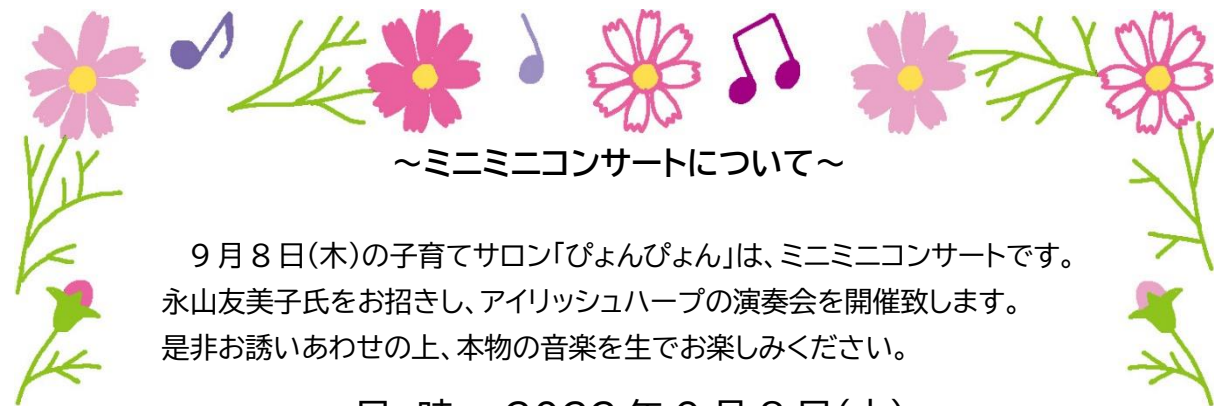 ～ミニミニコンサートについて～
9月8日(木)の子育てサロン「ぴょんぴょん」は、ミニミニコンサートです。
永山友美子氏をお招きし、アイリッシュハープの演奏会を開催致します。
是非お誘いあわせの上、本物の音楽を生でお楽しみください。